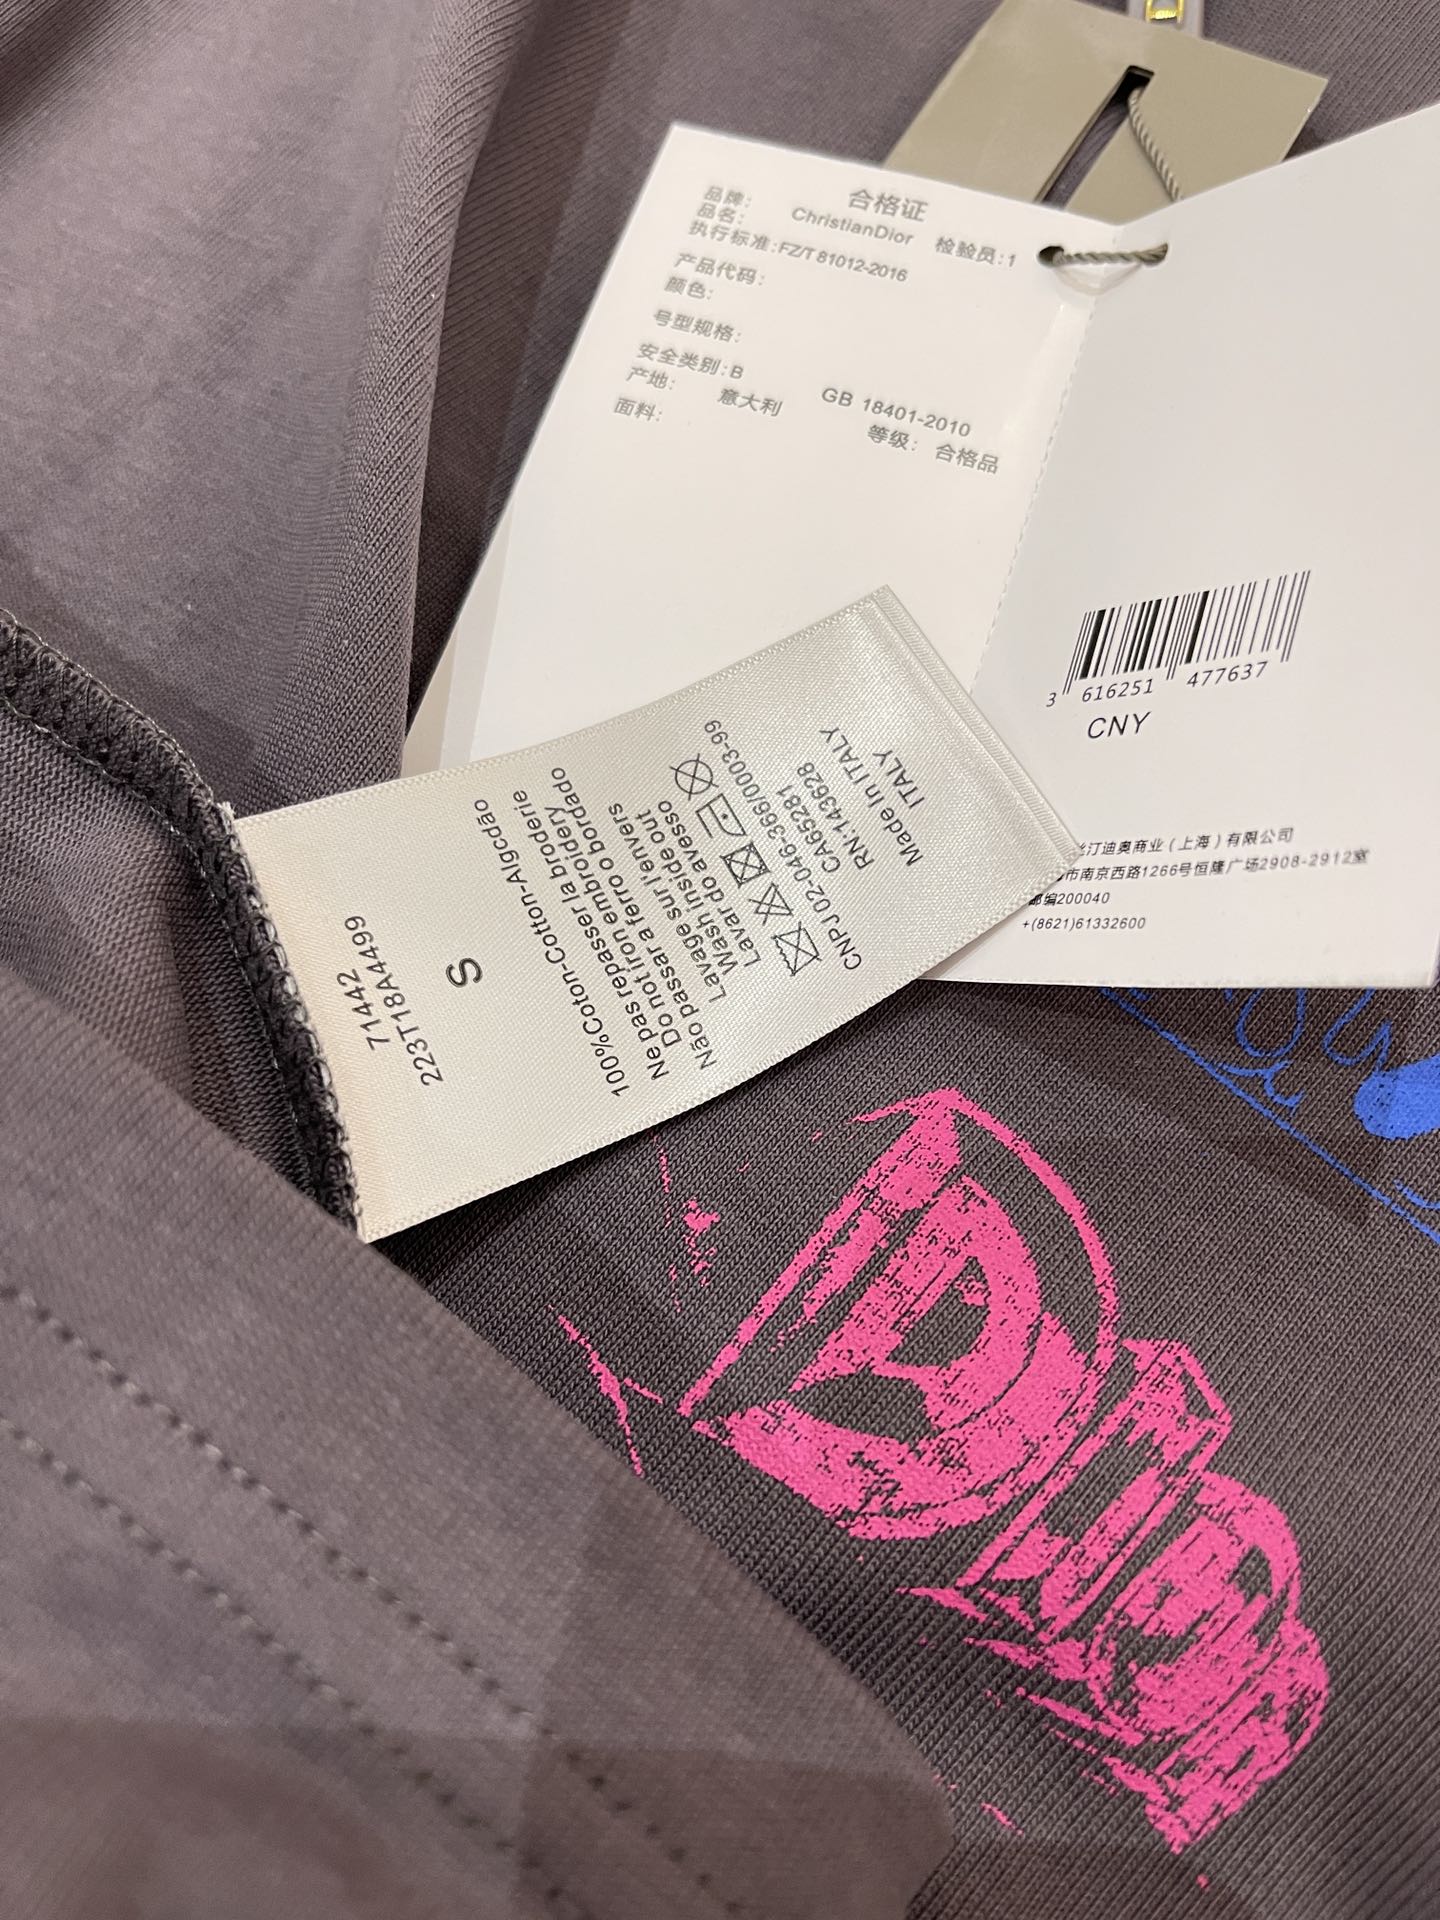 合格证
品牌: ChristianDior 检验员:1
品名:
执行标准:FZ/T 81012-2016
产品代码:
颜色:
号型规格:
安全类别:B GB 18401-2010
产地: 意大利 等级: 合格品
面料:
3 616251 477637
CNY
汀迪奥商业(上海)有限公司
市南京西路1266号恒隆广场2908-2912室
邮编200040
+(8621)61332600
71442
223T18A4499
S
100%Coton-Cotton-Algcdão
Ne pas repasser la broderie
Do not iron embroidery
Não passar a ferro o bordado
Lavage sur l'envers
Wash inside out
Lavar do avesso
CNPJ 02-046-366/0003-99
CA65281
RN:143628
Made In ITALY
ITALY
DIOR